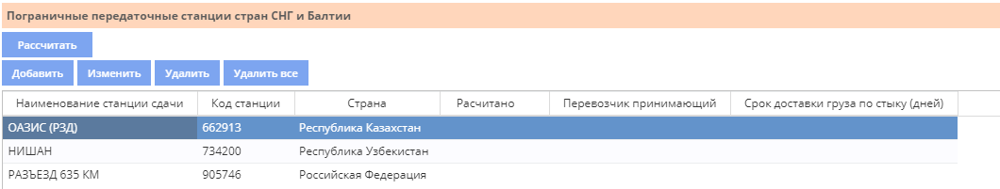 Пограничные передаточные станции стран СНГ и Балтии
Рассчитать
Добавить Изменить Удалить Удалить все
Наименование станции сдачи Код станции Страна Расчитано Перевозчик принимающий Срок доставки груза по стыку (дней)
ОАЗИС (РЗД) 662913 Республика Казахстан
НИШАН 734200 Республика Узбекистан
РАЗЪЕЗД 635 КМ 905746 Российская Федерация